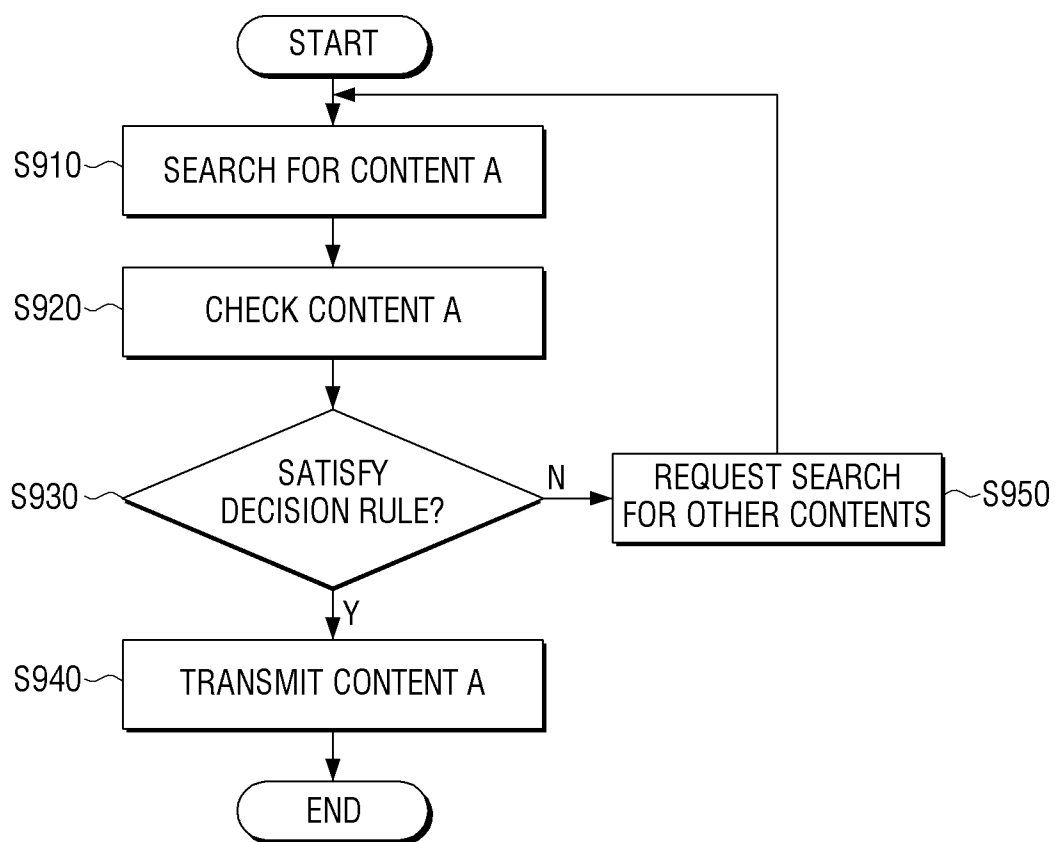 START
S910
SEARCH FOR CONTENT A
S920
CHECK CONTENT A
S930
SATISFY
DECISION RULE?
N
REQUEST SEARCH
FOR OTHER CONTENTS
S950
Y
S940
TRANSMIT CONTENT A
END